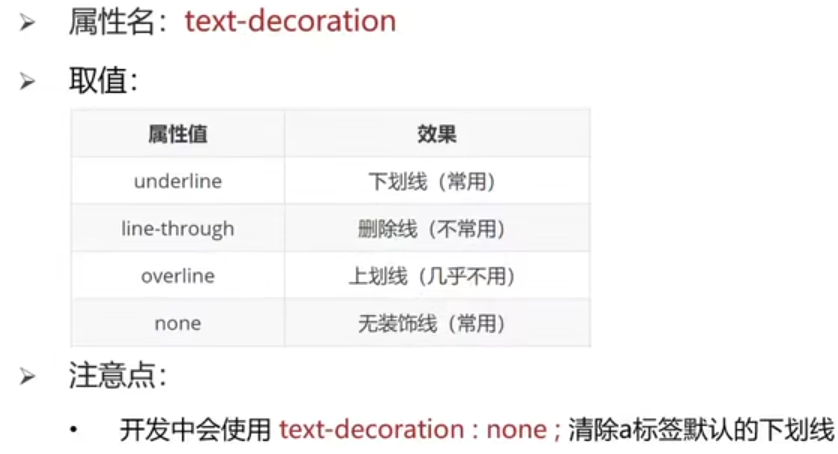 属性名：text-decoration
取值：
属性值 效果
underline 下划线（常用）
line-through 删除线（不常用）
overline 上划线（几乎不用）
none 无装饰线（常用）
注意点：
• 开发中会使用 text-decoration : none ; 清除a标签默认的下划线